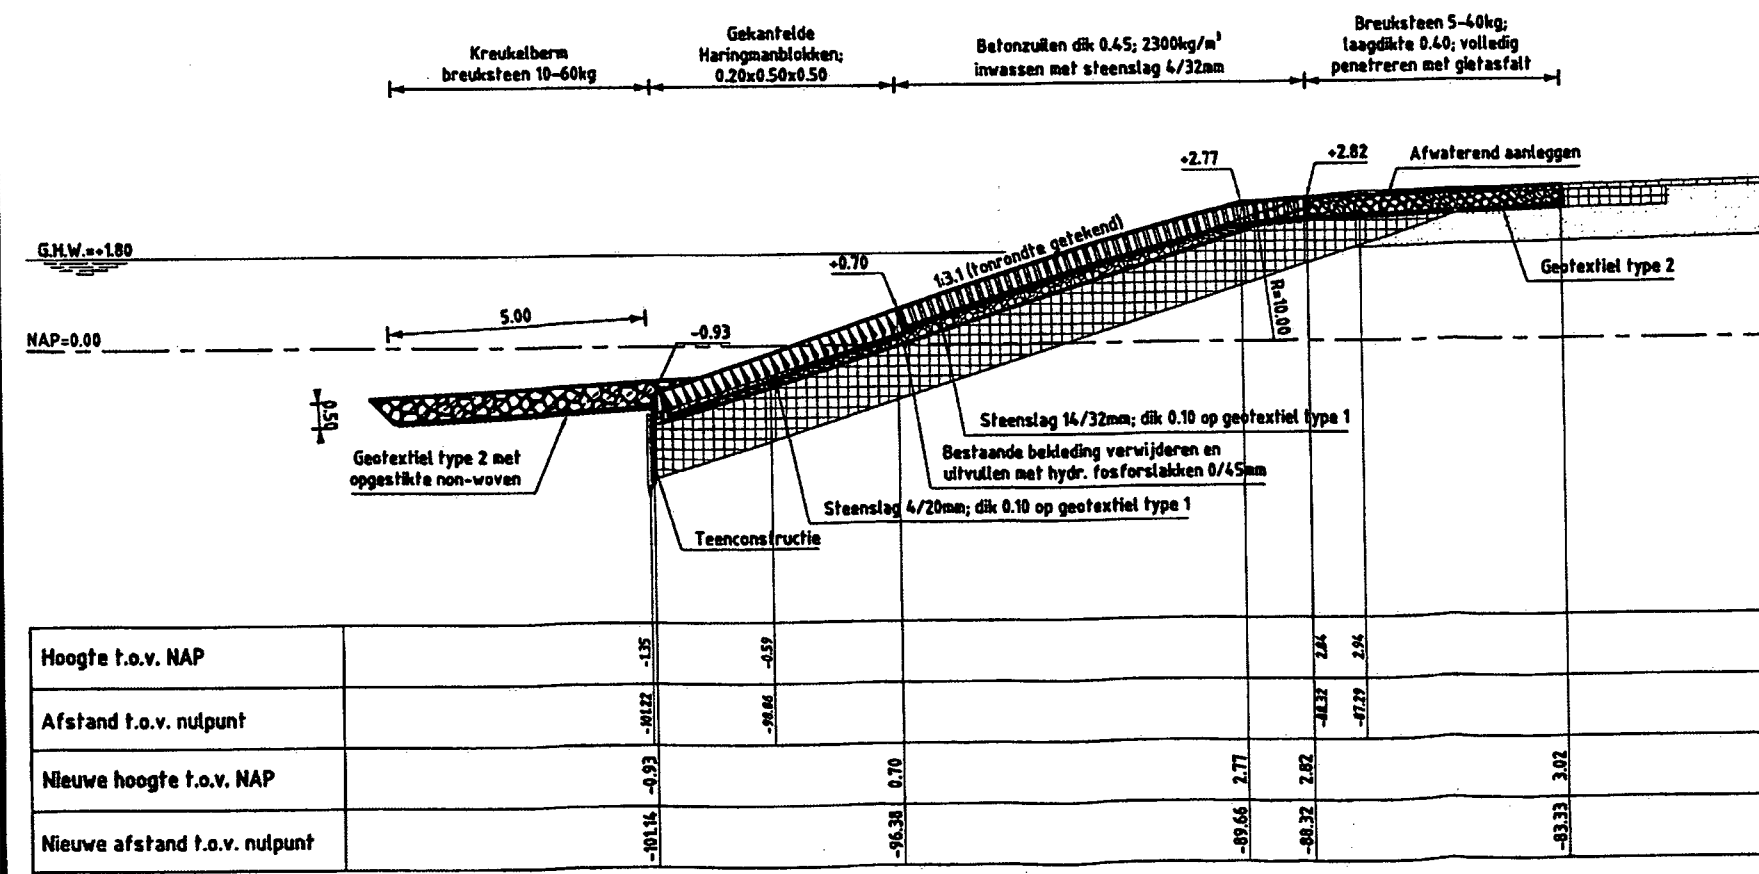 Kreukelberm
breuksteen 10-60kg
Gekantelde
Haringmanblokken;
0.20x0.50x0.50
Betonzuilen dik 0.45; 2300kg/m³
inwassen met steenslag 4/32mm
Breuksteen 5-40kg;
laagdikte 0.40; volledig
penetreren met gietasfalt
+2.77
+2.82
Afwaterend aanleggen
G.H.W.=+1.80
+0.70
1:3.1 (tonrondte getekend)
Geotextiel type 2
R=10.00
5.00
NAP=0.00
-0.93
0.50
Steenslag 14/32mm; dik 0.10 op geotextiel type 1
Geotextiel type 2 met
opgestikte non-woven
Bestaande bekleding verwijderen en
uitvullen met hydr. fosforslakken 0/45mm
Steenslag 4/20mm; dik 0.10 op geotextiel type 1
Teenconstructie
Hoogte t.o.v. NAP -1.35 -0.59 2.84 2.94
Afstand t.o.v. nulpunt -101.22 -98.86 -88.32 -87.29
Nieuwe hoogte t.o.v. NAP -0.93 0.70 2.77 2.82 3.02
Nieuwe afstand t.o.v. nulpunt -101.14 -96.38 -89.66 -88.32 -83.33